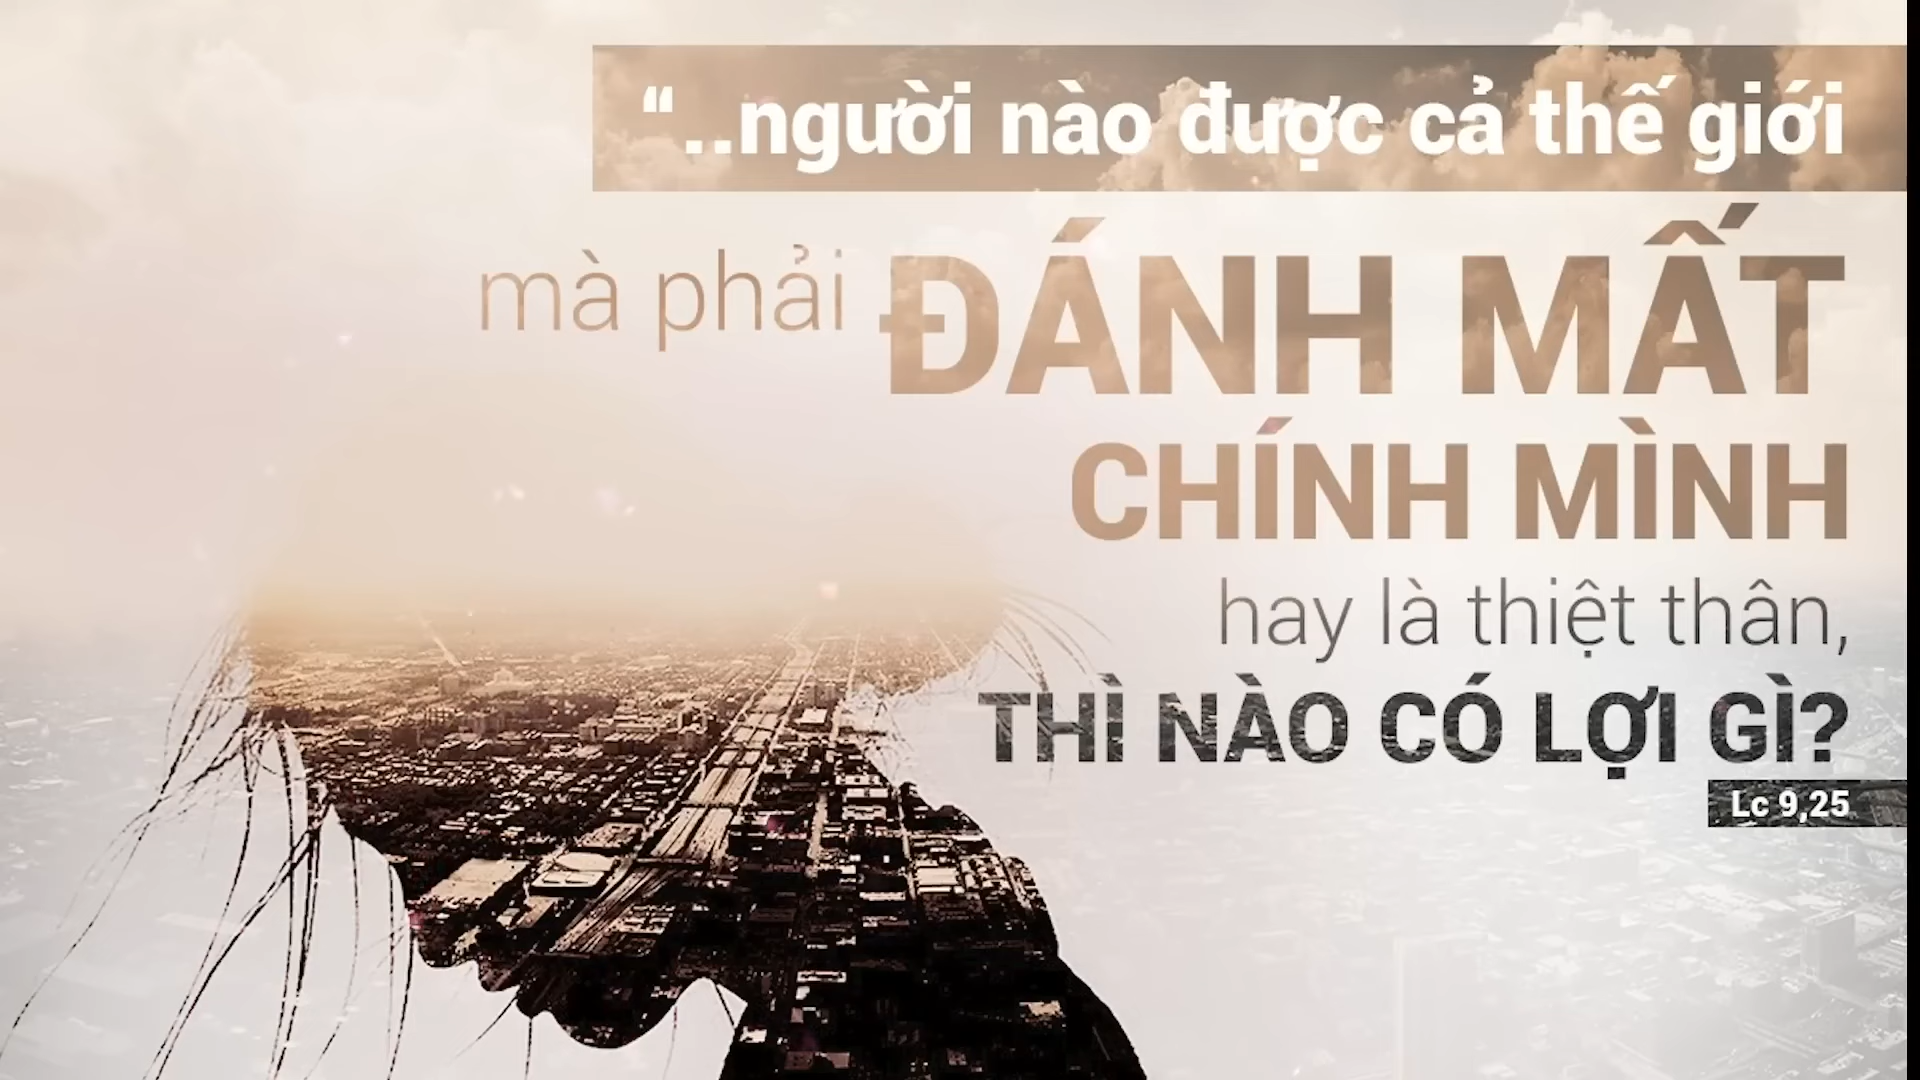 “..người nào được cả thế giới
mà phải ĐÁNH MẤT
CHÍNH MÌNH
hay là thiệt thân,
THÌ NÀO CÓ LỢI GÌ?
Lc 9,25